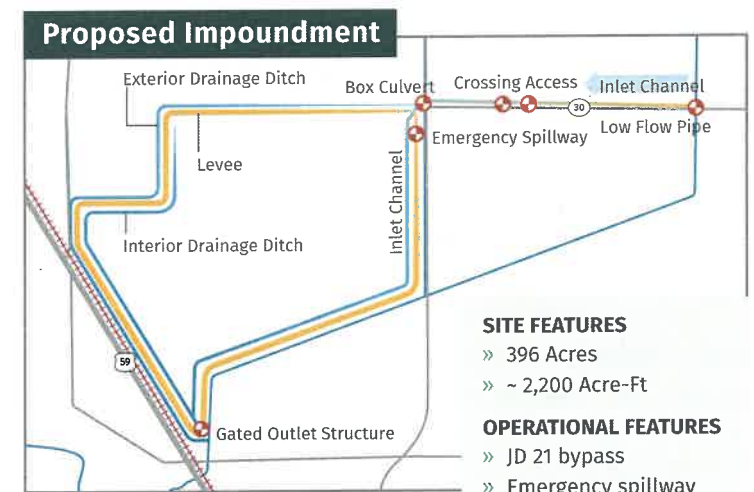 Proposed Impoundment
Exterior Drainage Ditch
Box Culvert
Crossing Access
Inlet Channel
30
Low Flow Pipe
Emergency Spillway
Levee
Inlet Channel
Interior Drainage Ditch
59
Gated Outlet Structure
SITE FEATURES
» 396 Acres
» ~ 2,200 Acre-Ft
OPERATIONAL FEATURES
» JD 21 bypass
» Emergency spillway